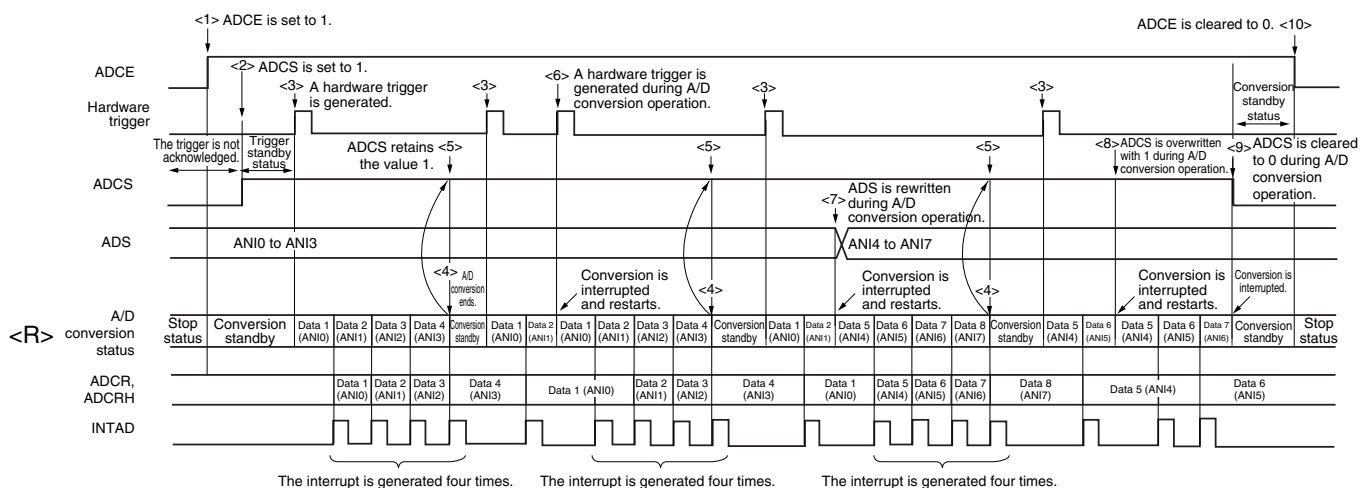 <1> ADCE is set to 1.
ADCE is cleared to 0. <10>
ADCE
<2> ADCS is set to 1.
<3> A hardware trigger
is generated.
<3>
<6> A hardware trigger is
generated during A/D
conversion operation.
<3>
<3>
Conversion
standby
status
Hardware
trigger
The trigger is not
acknowledged.
Trigger
standby
status
ADCS retains
the value 1.
<5>
<5>
<5>
<8> ADCS is overwritten
with 1 during A/D
conversion operation.
<9> ADCS is cleared
to 0 during A/D
conversion
operation.
ADCS
<7> ADS is rewritten
during A/D
conversion operation.
ADS
ANI0 to ANI3
ANI4 to ANI7
<4> A/D
conversion
ends.
Conversion is
interrupted
and restarts.
<4>
Conversion is
interrupted
and restarts.
<4>
Conversion is
interrupted
and restarts.
Conversion is
interrupted.
<R>
A/D
conversion
status
Stop
status
Conversion
standby
Data 1
(ANI0)
Data 2
(ANI1)
Data 3
(ANI2)
Data 4
(ANI3)
Conversion
standby
Data 1
(ANI0)
Data 2
(ANI1)
Data 1
(ANI0)
Data 2
(ANI1)
Data 3
(ANI2)
Data 4
(ANI3)
Conversion
standby
Data 1
(ANI0)
Data 2
(ANI1)
Data 5
(ANI4)
Data 6
(ANI5)
Data 7
(ANI6)
Data 8
(ANI7)
Conversion
standby
Data 5
(ANI4)
Data 6
(ANI5)
Data 5
(ANI4)
Data 6
(ANI5)
Data 7
(ANI6)
Conversion
standby
Stop
status
ADCR,
ADCRH
Data 1
(ANI0)
Data 2
(ANI1)
Data 3
(ANI2)
Data 4
(ANI3)
Data 1 (ANI0)
Data 2
(ANI1)
Data 3
(ANI2)
Data 4
(ANI3)
Data 1
(ANI0)
Data 5
(ANI4)
Data 6
(ANI5)
Data 7
(ANI6)
Data 8
(ANI7)
Data 5 (ANI4)
Data 6
(ANI5)
INTAD
The interrupt is generated four times.
The interrupt is generated four times.
The interrupt is generated four times.